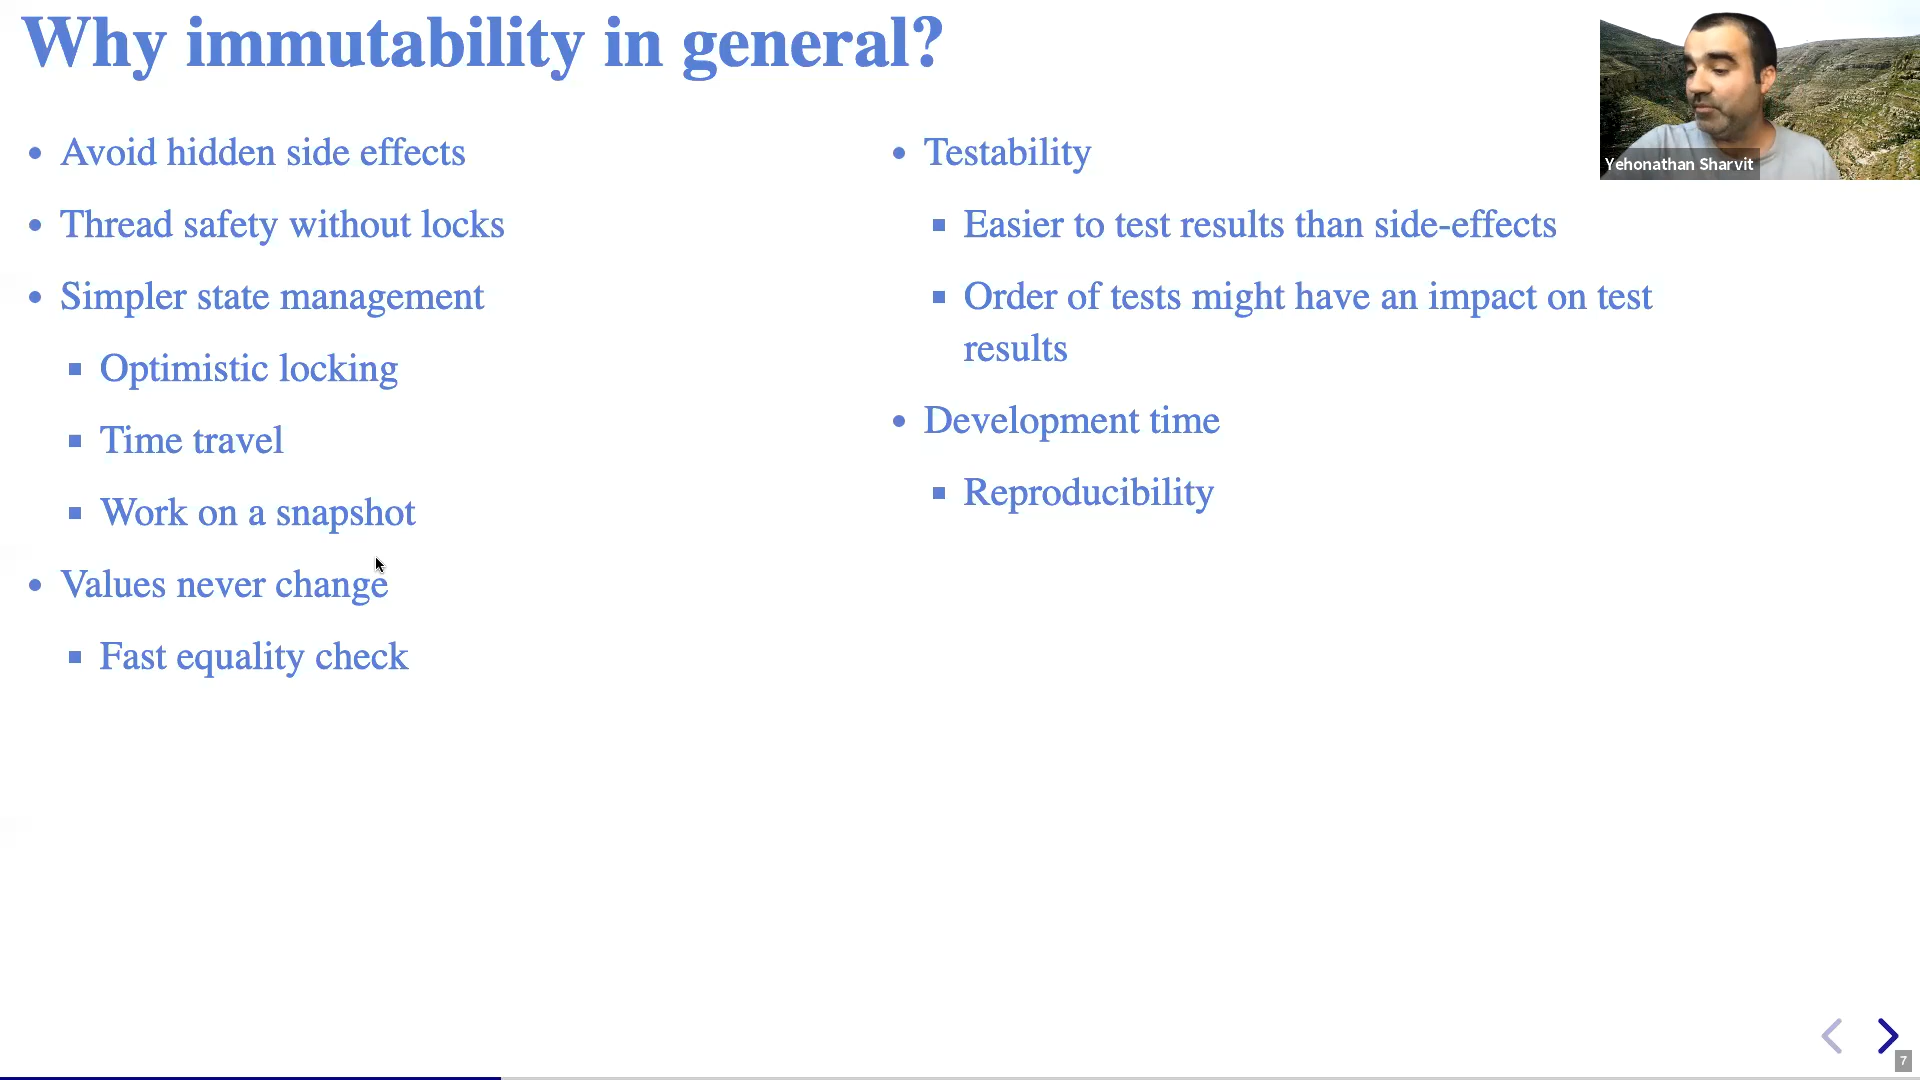 Why immutability in general?
• Avoid hidden side effects
• Thread safety without locks
• Simpler state management
▪ Optimistic locking
▪ Time travel
▪ Work on a snapshot
• Values never change
▪ Fast equality check
• Testability
▪ Easier to test results than side-effects
▪ Order of tests might have an impact on test
results
• Development time
▪ Reproducibility
Yehonathan Sharvit
7